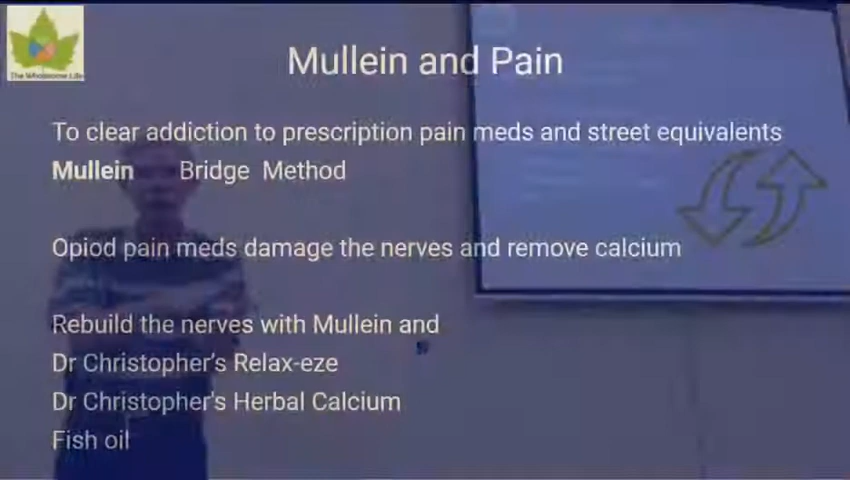 The Wholesome Life
Mullein and Pain
To clear addiction to prescription pain meds and street equivalents
Mullein Bridge Method
Opiod pain meds damage the nerves and remove calcium
Rebuild the nerves with Mullein and
Dr Christopher's Relax-eze
Dr Christopher's Herbal Calcium
Fish oil